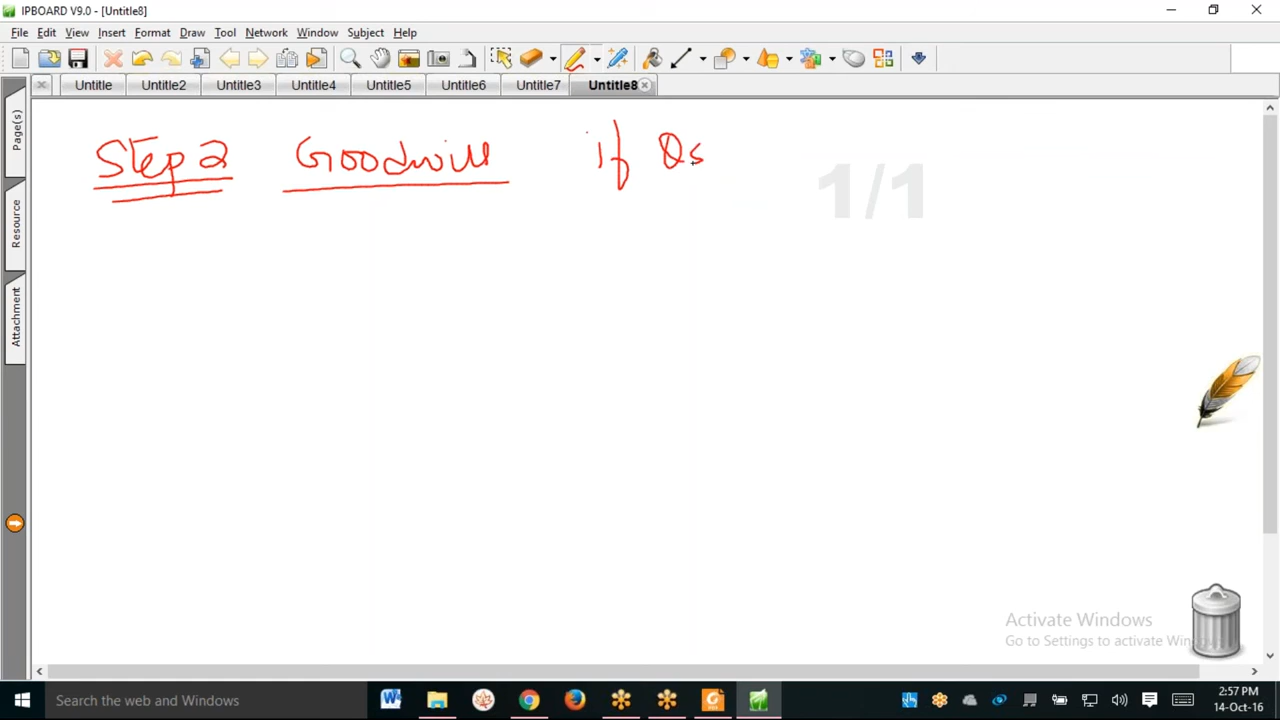 IPBOARD V9.0 - [Untitle8]
File Edit View Insert Format Draw Tool Network Window Subject Help
Untitle Untitle2 Untitle3 Untitle4 Untitle5 Untitle6 Untitle7 Untitle8
Page(s)
Resource
Attachment
Step 2 Goodwill if Qs
1/1
Activate Windows
Go to Settings to activate Windows.
Search the web and Windows
2:57 PM
14-Oct-16